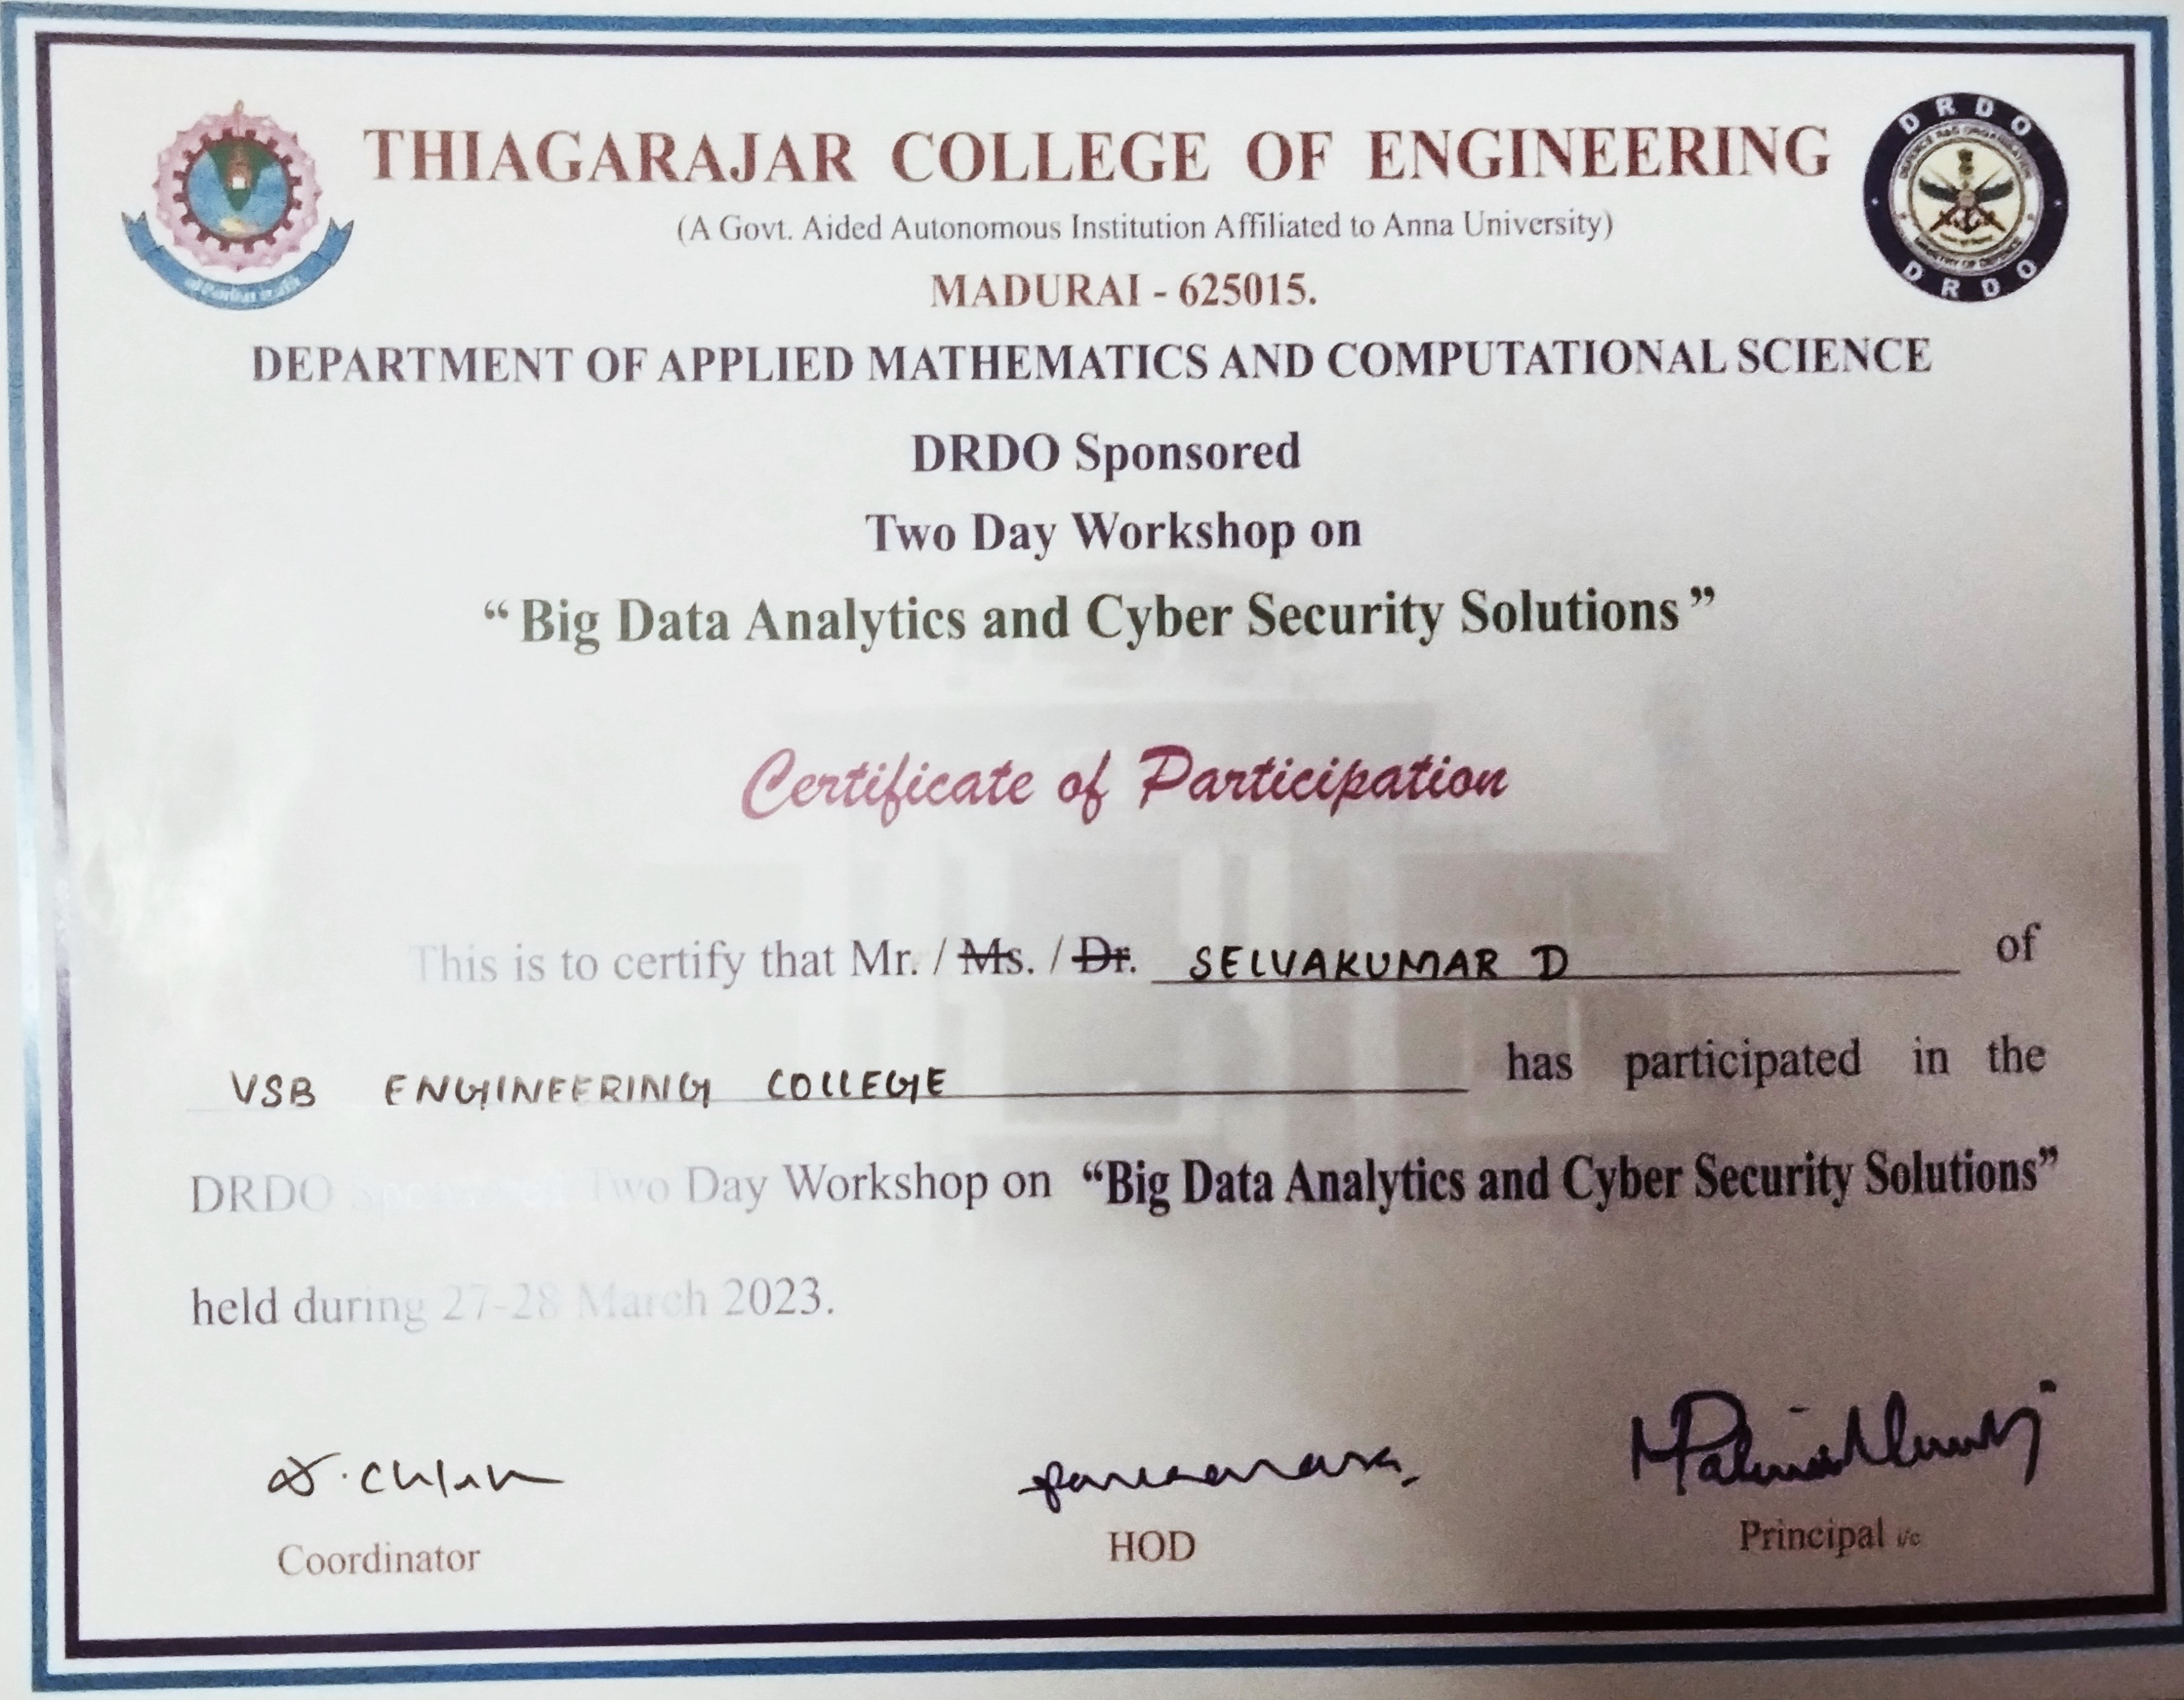 THIAGARAJAR COLLEGE OF ENGINEERING
(A Govt. Aided Autonomous Institution Affiliated to Anna University)
MADURAI - 625015.
DRDO
DRDO
DEPARTMENT OF APPLIED MATHEMATICS AND COMPUTATIONAL SCIENCE
DRDO Sponsored
Two Day Workshop on
“Big Data Analytics and Cyber Security Solutions”
Certificate of Participation
This is to certify that Mr. / Ms. / Dr. SELVAKUMAR D of
VSB ENGINEERING COLLEGE has participated in the
DRDO Sponsored Two Day Workshop on “Big Data Analytics and Cyber Security Solutions”
held during 27-28 March 2023.
Coordinator
HOD
Principal i/c